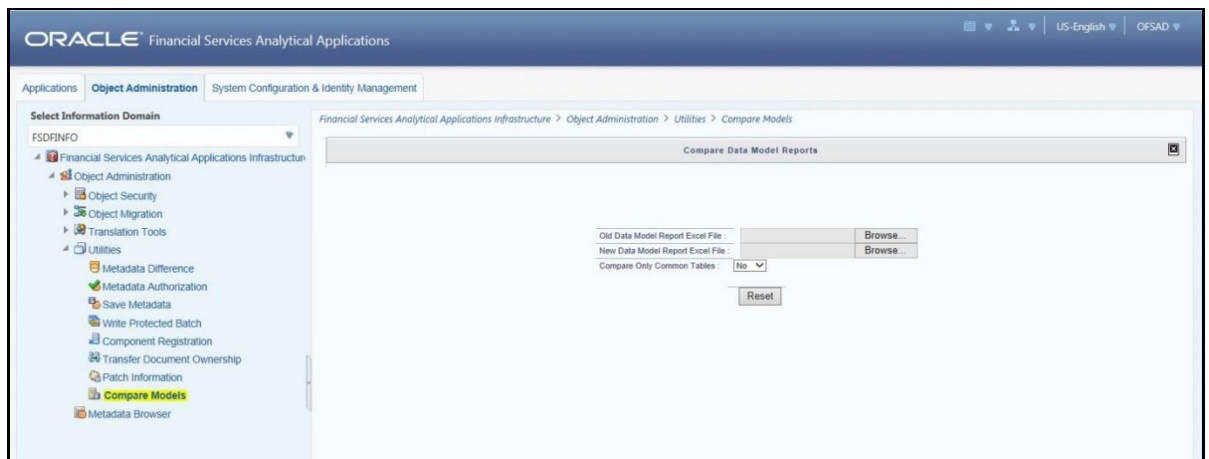 ORACLE Financial Services Analytical Applications
US-English
OFSAD
Applications
Object Administration
System Configuration & Identity Management
Select Information Domain
FSDFINFO
Financial Services Analytical Applications Infrastructur
Object Administration
Object Security
Object Migration
Translation Tools
Utilities
Metadata Difference
Metadata Authorization
Save Metadata
Write Protected Batch
Component Registration
Transfer Document Ownership
Patch Information
Compare Models
Metadata Browser
Financial Services Analytical Applications Infrastructure > Object Administration > Utilities > Compare Models
Compare Data Model Reports
Old Data Model Report Excel File : Browse...
New Data Model Report Excel File : Browse...
Compare Only Common Tables : No
Reset